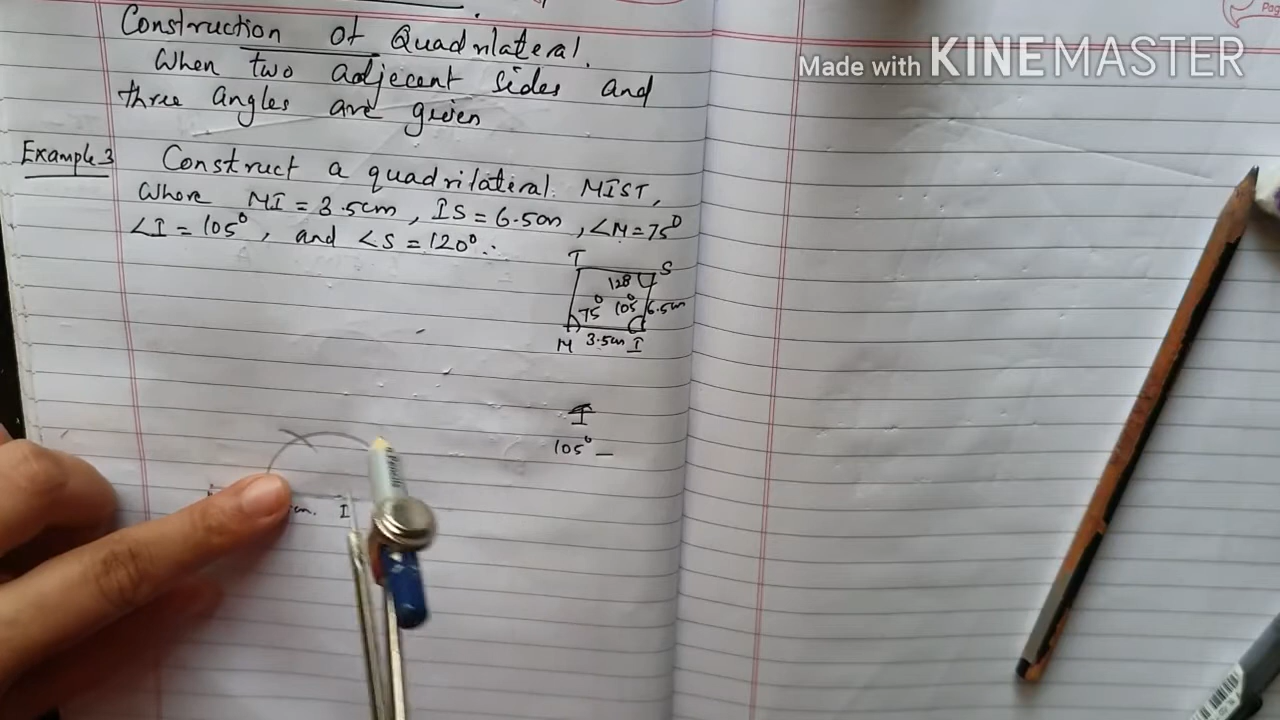 Construction of Quadrilateral.
When two adjecent sides and
three angles are given
Example 3 Construct a quadrilateral MIST,
Where MI = 3.5cm, IS = 6.5cm, ∠M = 75°
∠I = 105°, and ∠S = 120° :
T S
120°
75° 105° 6.5cm
M 3.5cm I
I
105° –
cm. I
Made with KINEMASTER